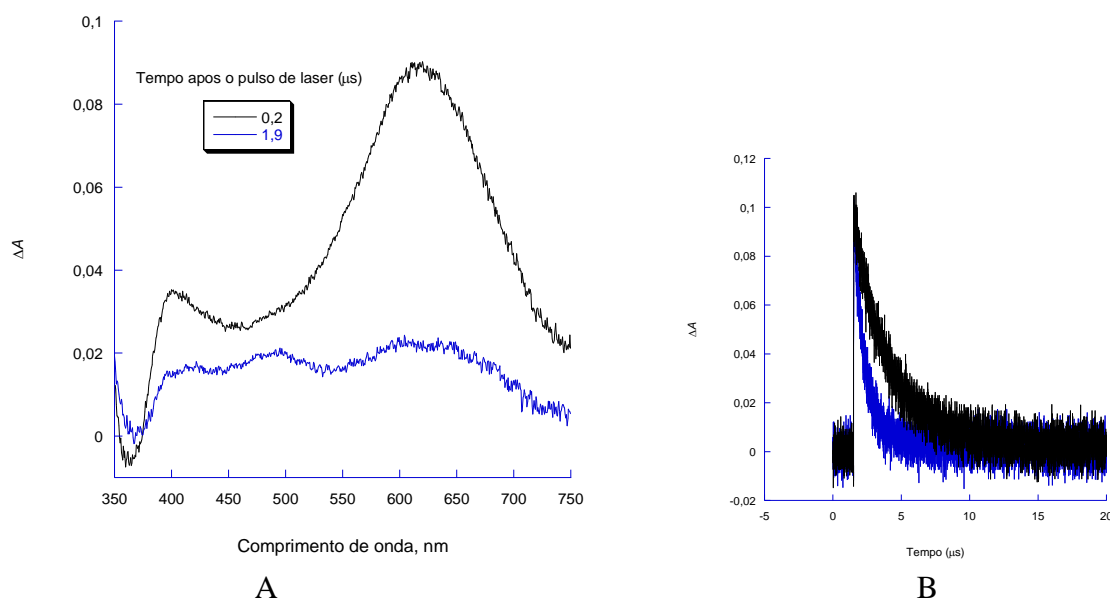 0,1
0,08
0,06
0,04
0,02
0
ΔA
Tempo apos o pulso de laser (μs)
0,2
1,9
350 400 450 500 550 600 650 700 750
Comprimento de onda, nm
A
0,12
0,1
0,08
0,06
0,04
0,02
0
-0,02
ΔA
-5 0 5 10 15 20
Tempo (μs)
B